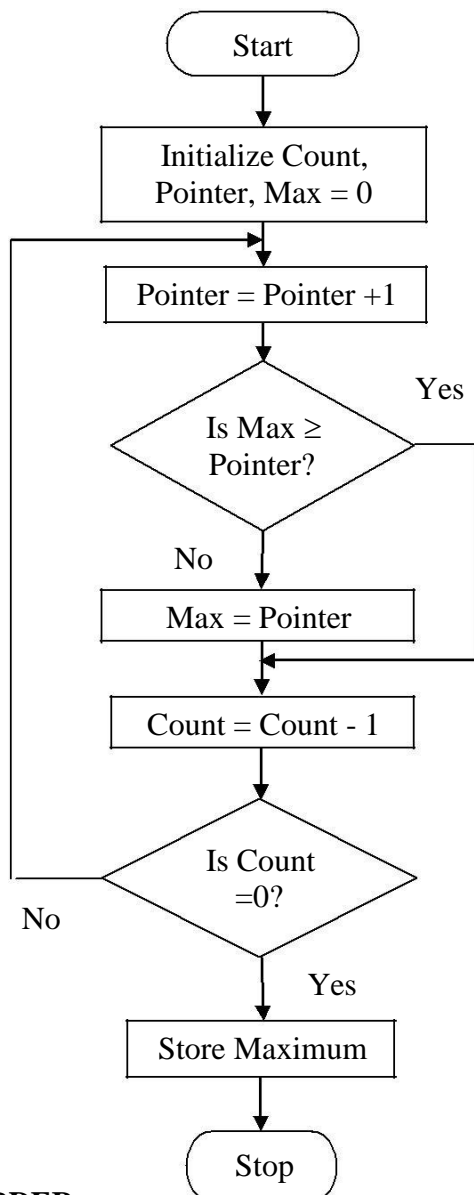 Start
Initialize Count,
Pointer, Max = 0
Pointer = Pointer +1
Yes
Is Max ≥
Pointer?
No
Max = Pointer
Count = Count - 1
Is Count
=0?
No
Yes
Store Maximum
Stop